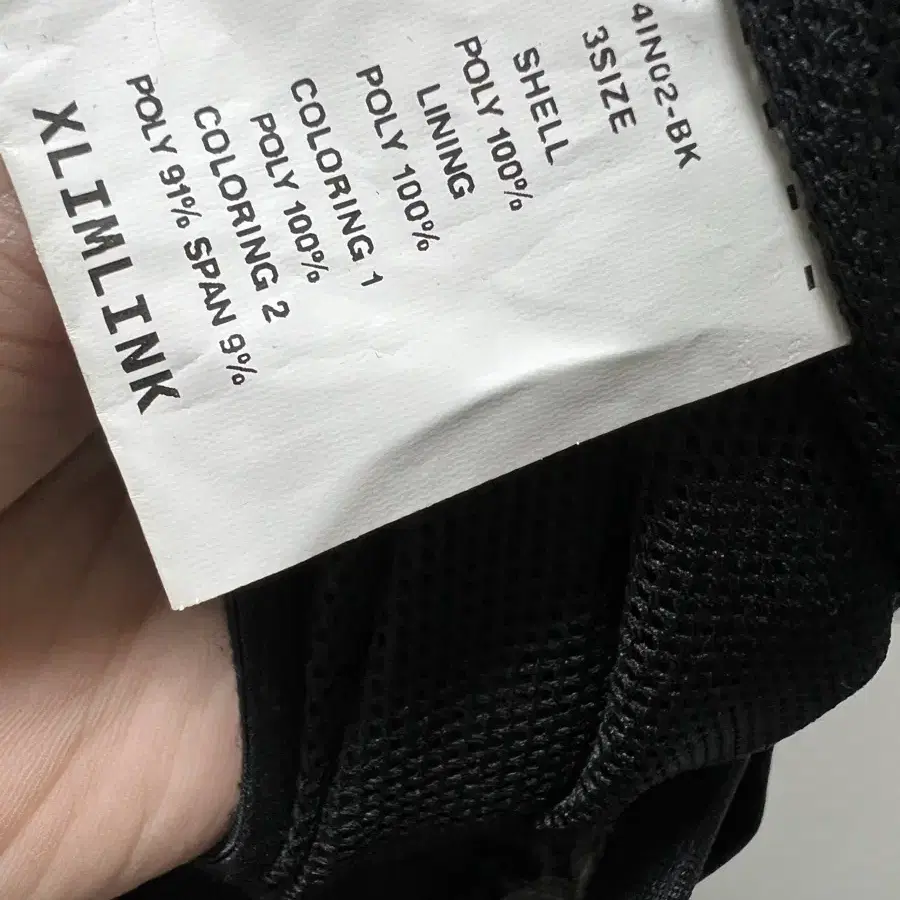 4IN02-BK
3SIZE
SHELL
POLY 100%
LINING
POLY 100%
COLORING 1
POLY 100%
COLORING 2
POLY 91% SPAN 9%
XLIMLINK